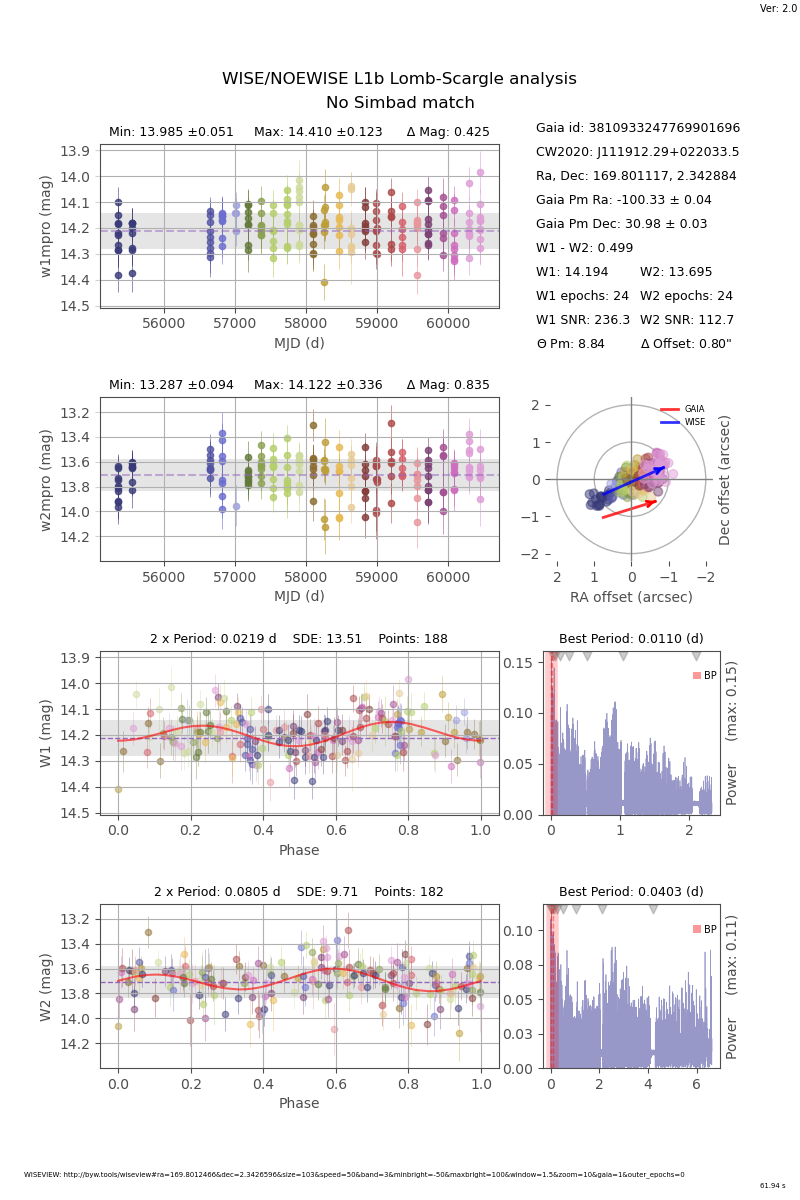 Ver: 2.0
WISE/NOEWISE L1b Lomb-Scargle analysis
No Simbad match
Min: 13.985 ±0.051 Max: 14.410 ±0.123 Δ Mag: 0.425
13.9
14.0
14.1
14.2
14.3
14.4
14.5
w1mpro (mag)
56000 57000 58000 59000 60000
MJD (d)
Gaia id: 3810933247769901696
CW2020: J111912.29+022033.5
Ra, Dec: 169.801117, 2.342884
Gaia Pm Ra: -100.33 ± 0.04
Gaia Pm Dec: 30.98 ± 0.03
W1 - W2: 0.499
W1: 14.194 W2: 13.695
W1 epochs: 24 W2 epochs: 24
W1 SNR: 236.3 W2 SNR: 112.7
Θ Pm: 8.84 Δ Offset: 0.80"
Min: 13.287 ±0.094 Max: 14.122 ±0.336 Δ Mag: 0.835
13.2
13.4
13.6
13.8
14.0
14.2
w2mpro (mag)
56000 57000 58000 59000 60000
MJD (d)
GAIA
WISE
2
1
0
−1
−2
Dec offset (arcsec)
2 1 0 −1 −2
RA offset (arcsec)
2 x Period: 0.0219 d SDE: 13.51 Points: 188
13.9
14.0
14.1
14.2
14.3
14.4
14.5
W1 (mag)
0.0 0.2 0.4 0.6 0.8 1.0
Phase
Best Period: 0.0110 (d)
BP
0.15
0.10
0.05
0.00
Power (max: 0.15)
0 1 2
2 x Period: 0.0805 d SDE: 9.71 Points: 182
13.2
13.4
13.6
13.8
14.0
14.2
W2 (mag)
0.0 0.2 0.4 0.6 0.8 1.0
Phase
Best Period: 0.0403 (d)
BP
0.10
0.08
0.05
0.03
0.00
Power (max: 0.11)
0 2 4 6
WISEVIEW: http://byw.tools/wiseview#ra=169.8012466&dec=2.3426596&size=103&speed=50&band=3&minbright=-50&maxbright=100&window=1.5&zoom=10&gaia=1&outer_epochs=0
61.94 s